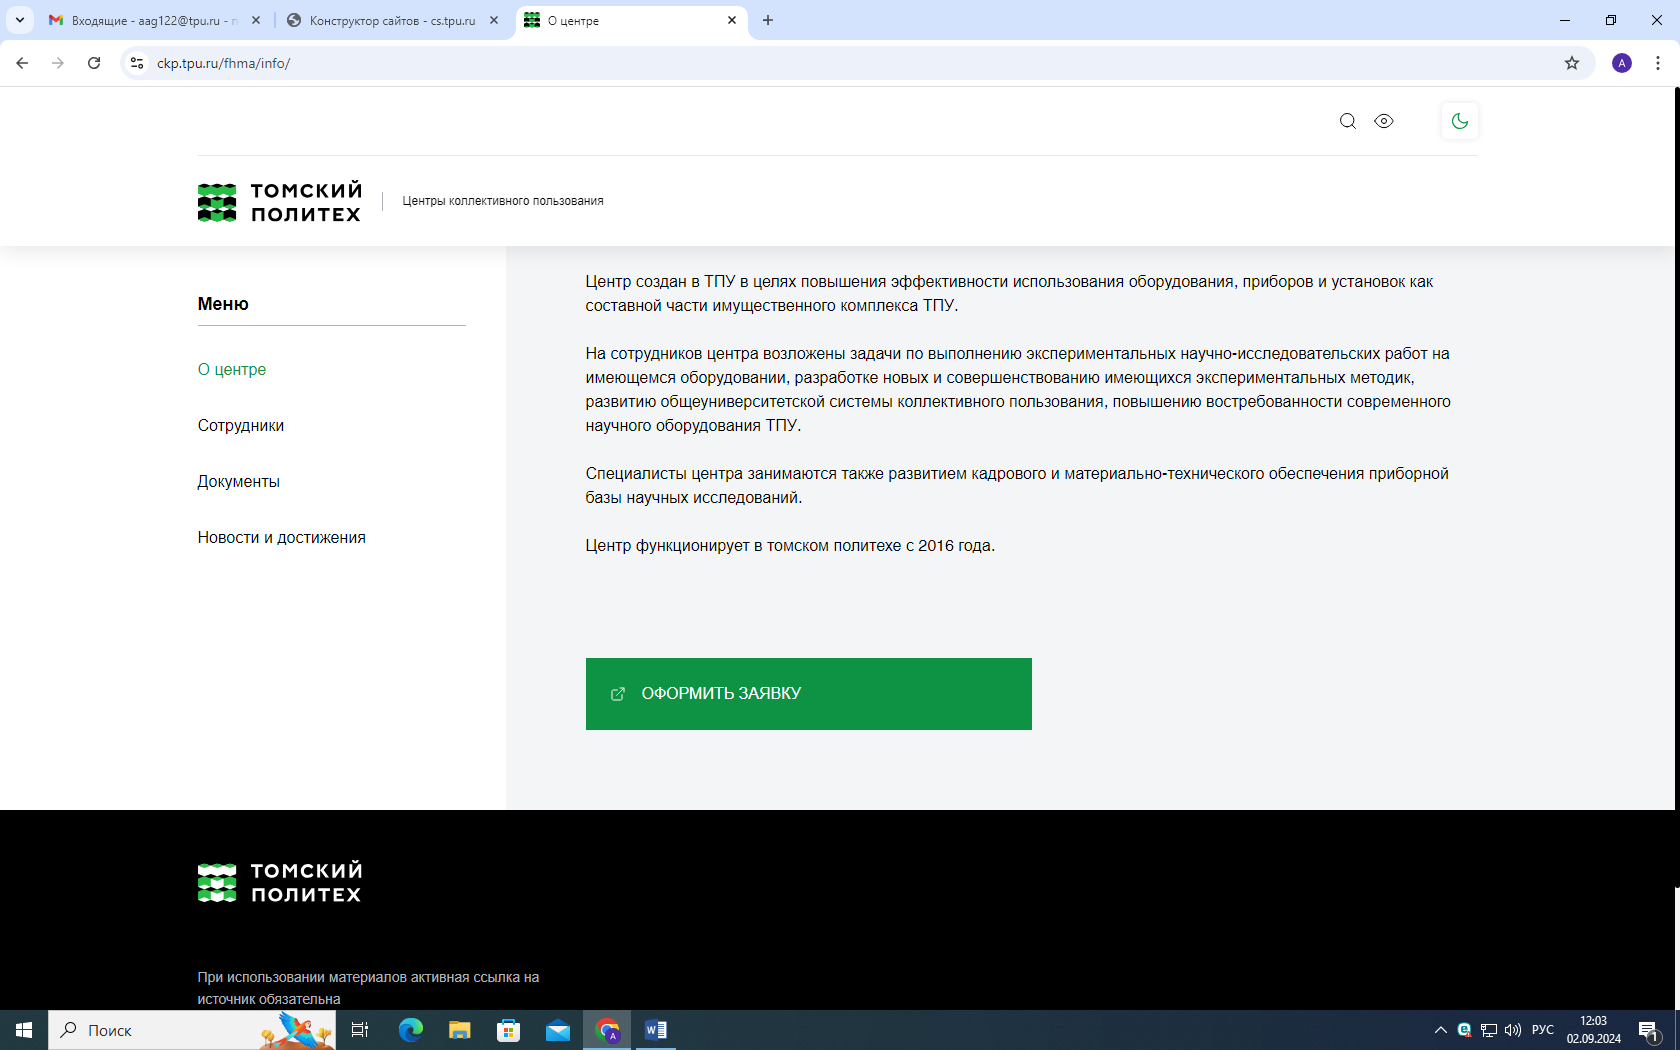 Входящие - aag122@tpu.ru -
Конструктор сайтов - cs.tpu.ru
О центре
ckp.tpu.ru/fhma/info/
A
ТОМСКИЙ
ПОЛИТЕХ
Центры коллективного пользования
Меню
О центре
Сотрудники
Документы
Новости и достижения
Центр создан в ТПУ в целях повышения эффективности использования оборудования, приборов и установок как
составной части имущественного комплекса ТПУ.
На сотрудников центра возложены задачи по выполнению экспериментальных научно-исследовательских работ на
имеющемся оборудовании, разработке новых и совершенствованию имеющихся экспериментальных методик,
развитию общеуниверситетской системы коллективного пользования, повышению востребованности современного
научного оборудования ТПУ.
Специалисты центра занимаются также развитием кадрового и материально-технического обеспечения приборной
базы научных исследований.
Центр функционирует в томском политехе с 2016 года.
ОФОРМИТЬ ЗАЯВКУ
ТОМСКИЙ
ПОЛИТЕХ
При использовании материалов активная ссылка на
источник обязательна
Поиск
A
W
РУС
12:03
02.09.2024
1